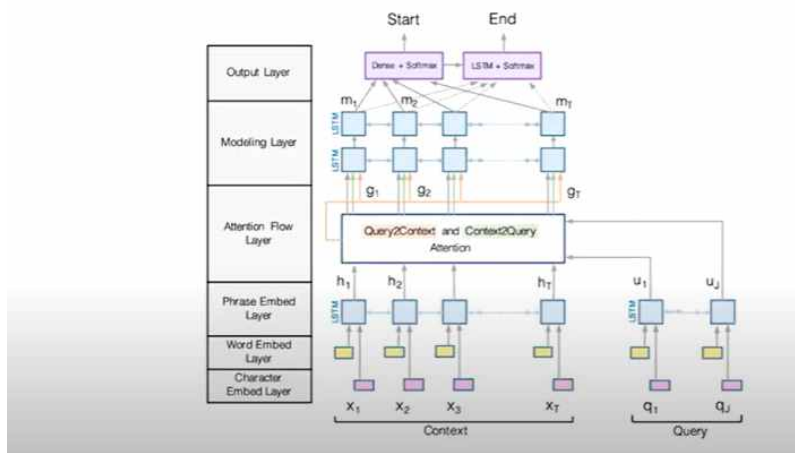 Start End
Output Layer
Dense + Softmax
LSTM + Softmax
m1 m2 mT
LSTM
Modeling Layer
LSTM
g1 g2 gT
Attention Flow
Layer
Query2Context and Context2Query
Attention
h1 h2 hT u1 uJ
Phrase Embed
Layer
LSTM
LSTM
Word Embed
Layer
Character
Embed Layer
x1 x2 x3 xT q1 qJ
Context Query